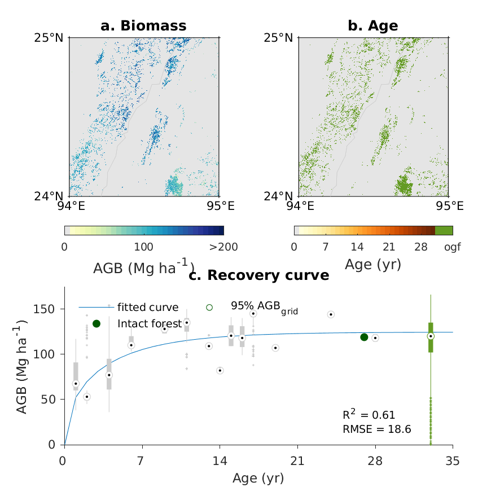 a. Biomass
b. Age
25°N
25°N
24°N
24°N
94°E
95°E
94°E
95°E
0
100
>200
0
7
14
21
28
ogf
AGB (Mg ha⁻¹)
Age (yr)
c. Recovery curve
fitted curve
95% AGBgrid
Intact forest
150
100
50
0
AGB (Mg ha⁻¹)
R² = 0.61
RMSE = 18.6
0
7
14
21
28
35
Age (yr)